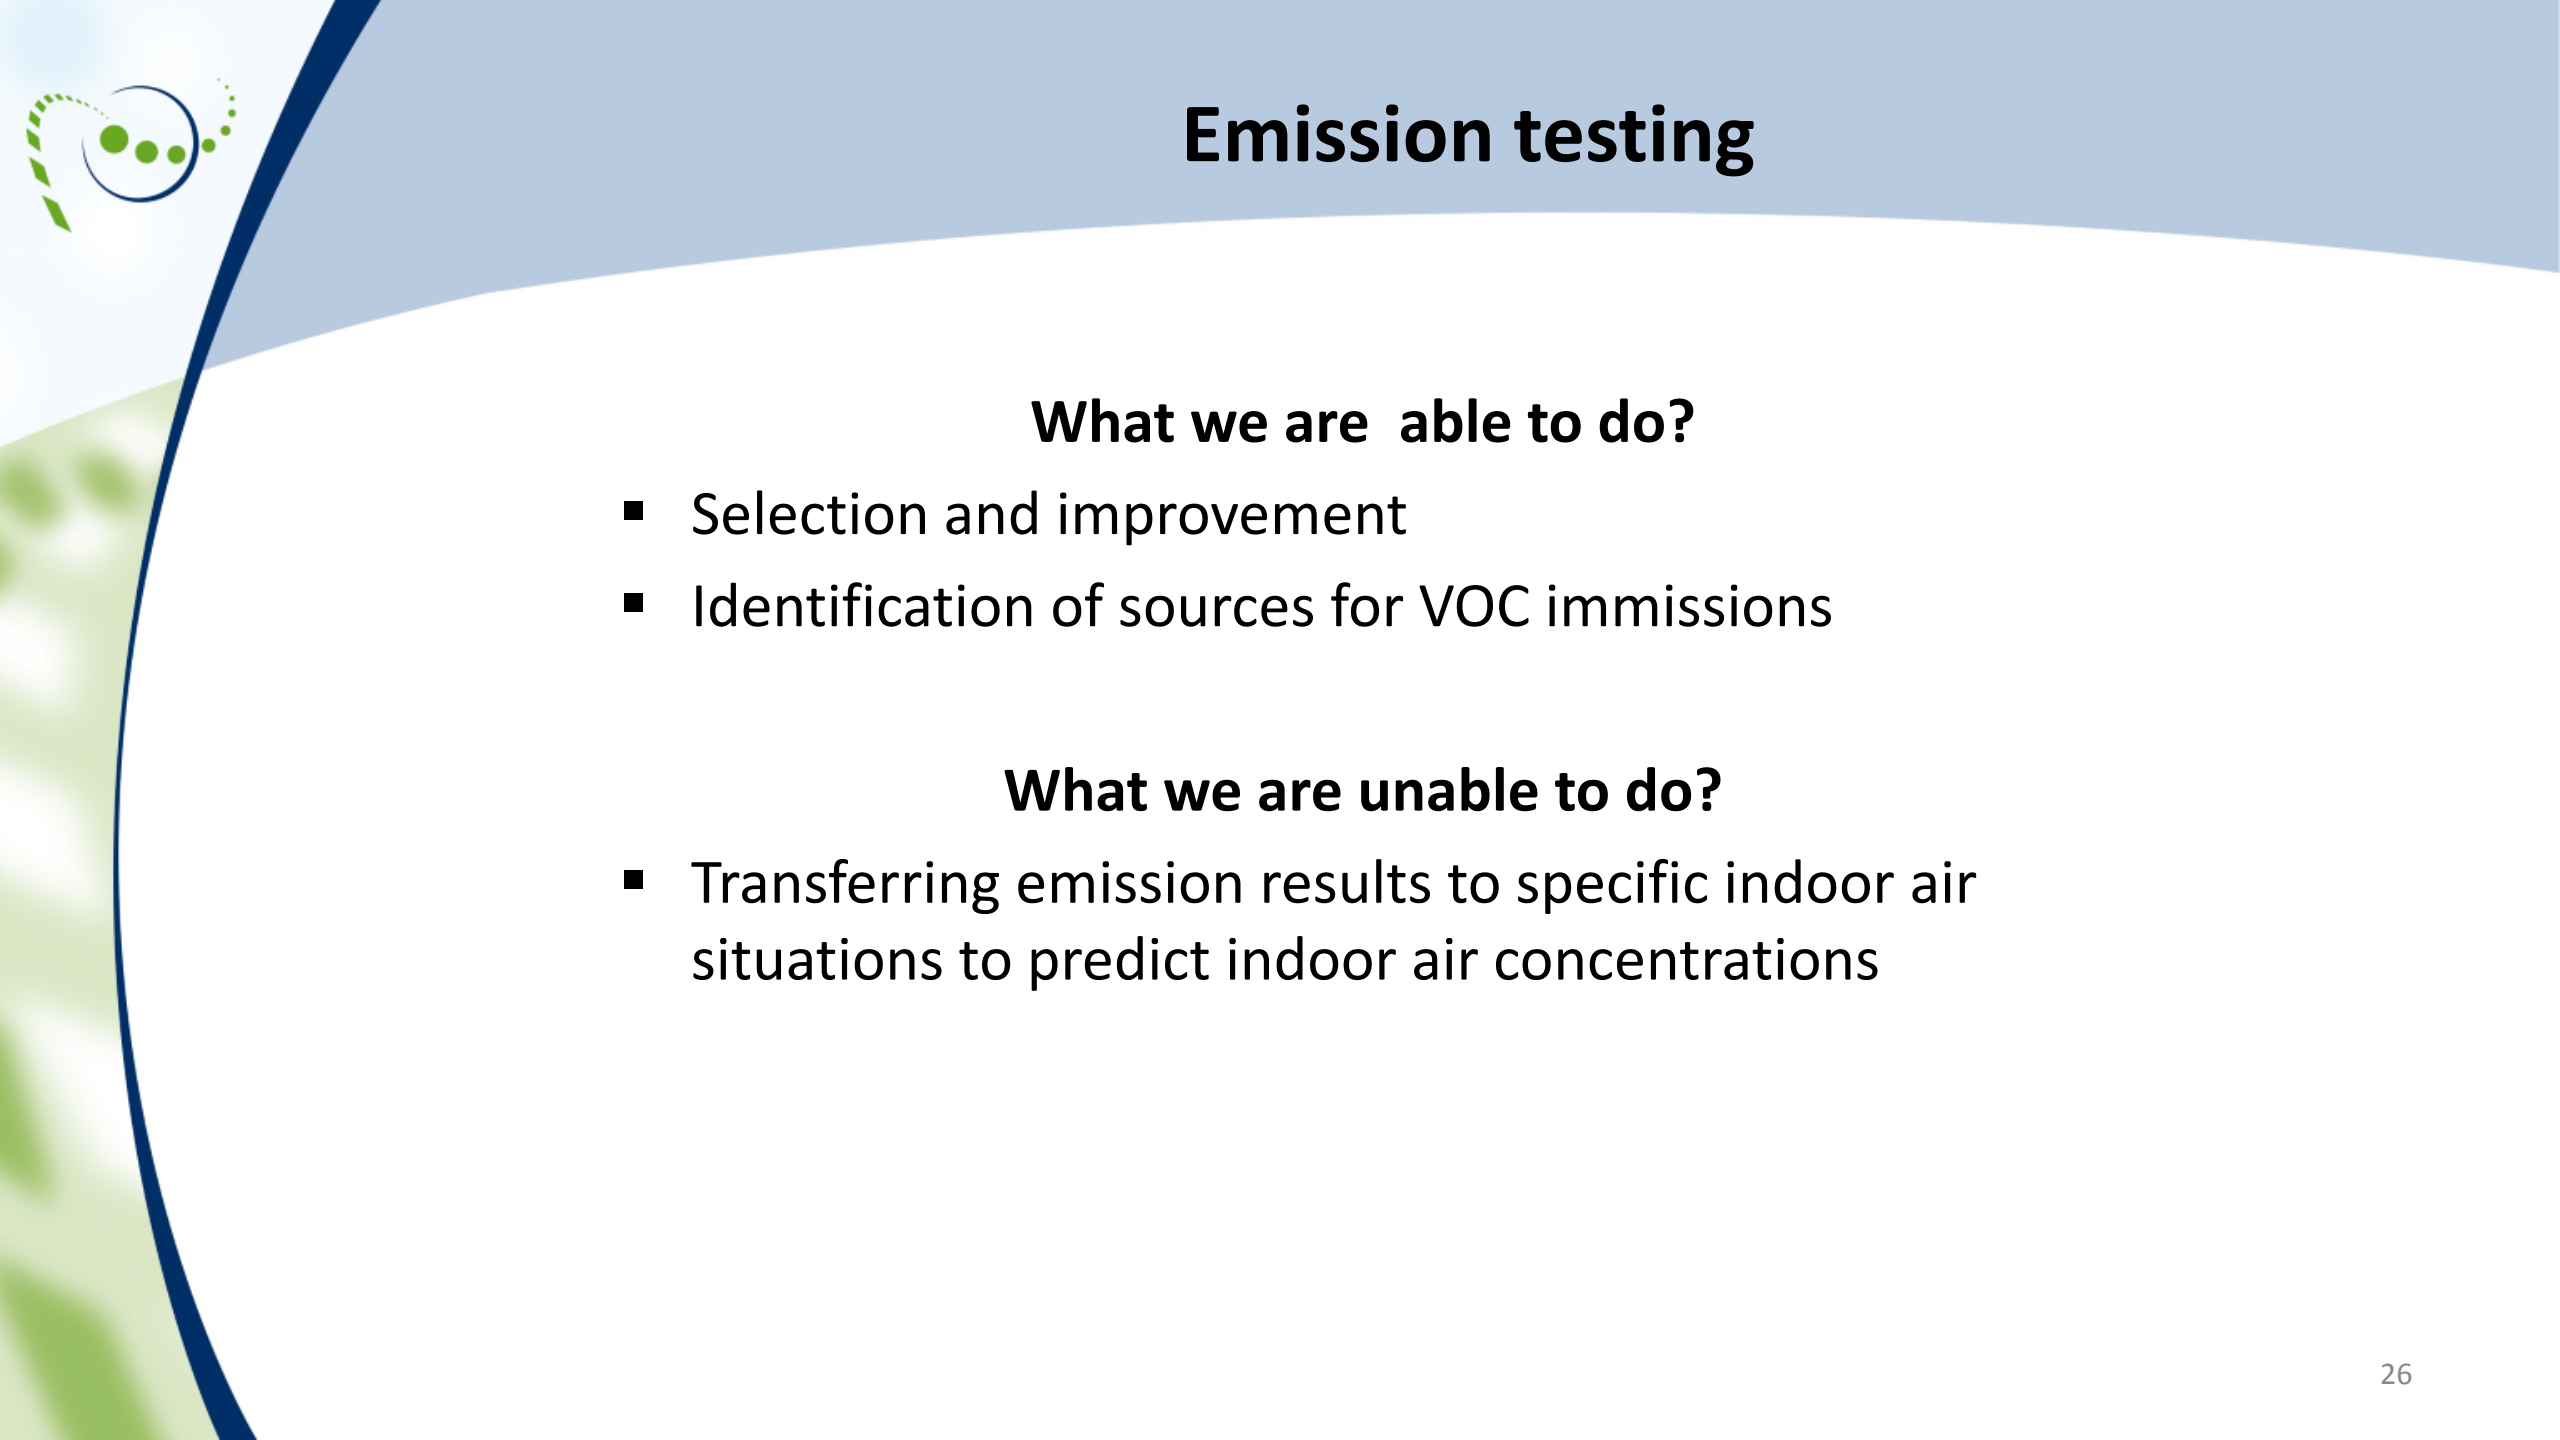 Emission testing
What we are  able to do?
▪ Selection and improvement
▪ Identification of sources for VOC immissions
What we are unable to do?
▪ Transferring emission results to specific indoor air
situations to predict indoor air concentrations
26